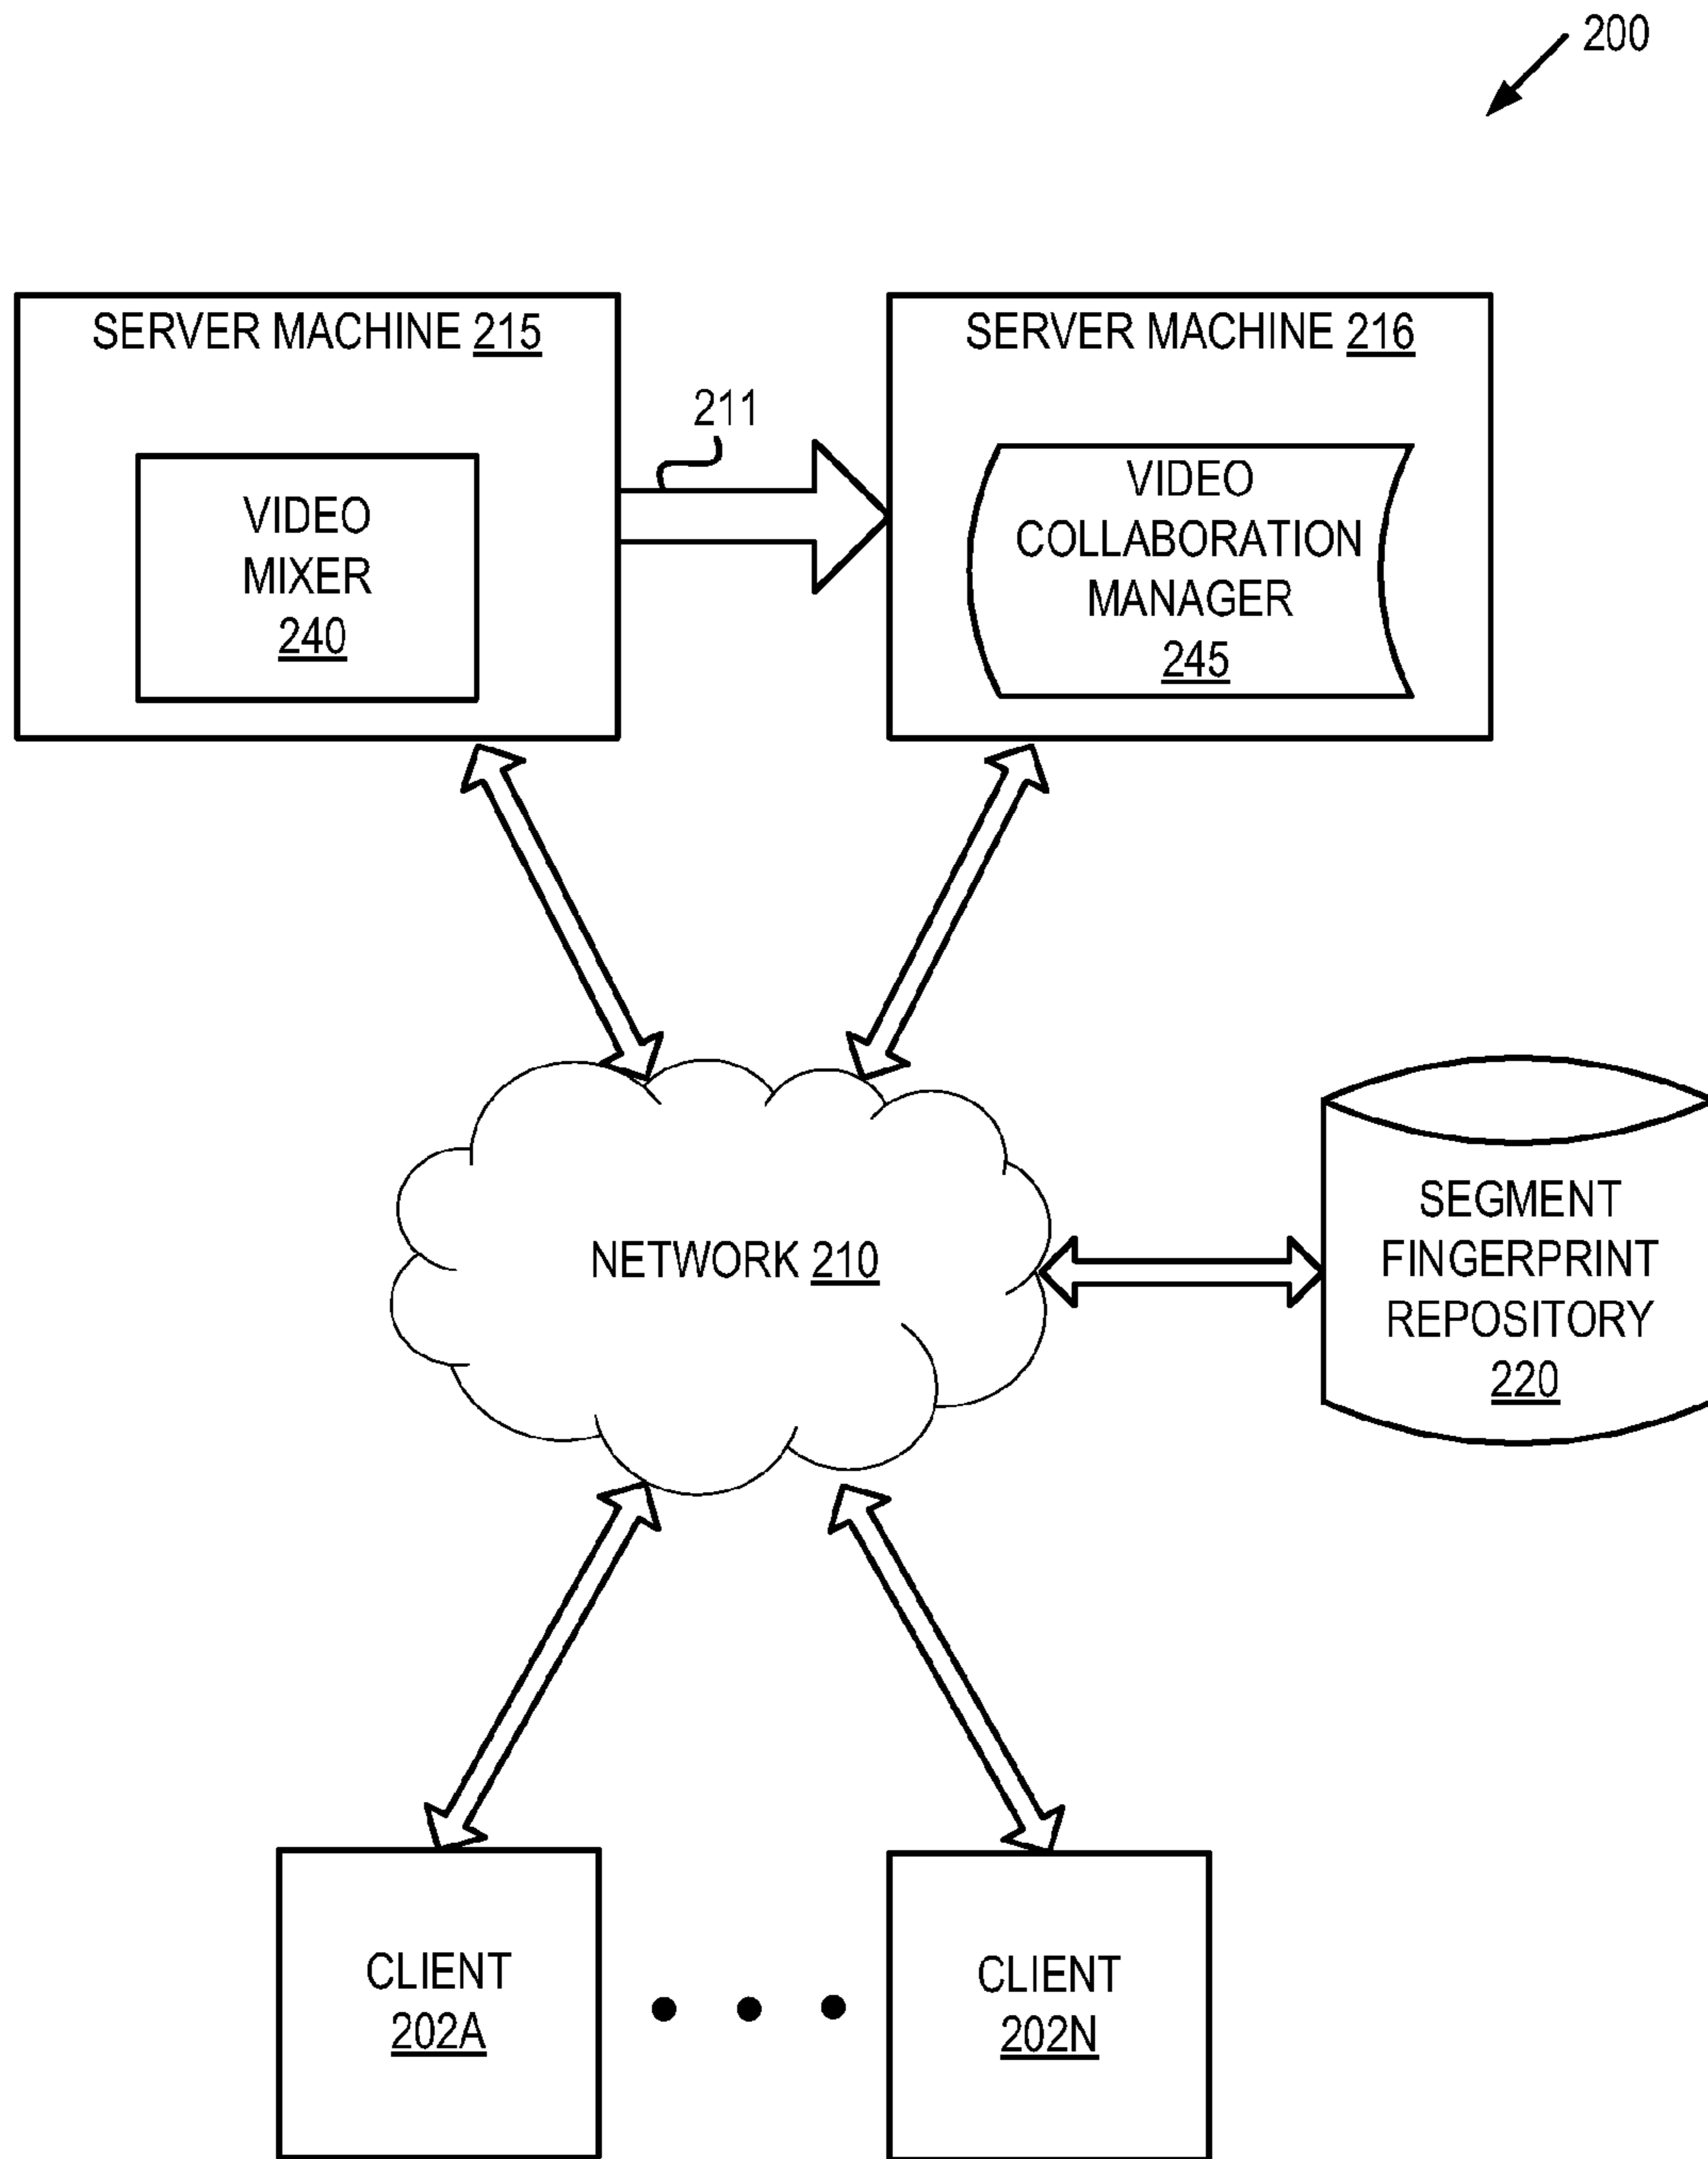 200
SERVER MACHINE 215
SERVER MACHINE 216
211
VIDEO
MIXER
240
VIDEO
COLLABORATION
MANAGER
245
NETWORK 210
SEGMENT
FINGERPRINT
REPOSITORY
220
CLIENT
202A
CLIENT
202N